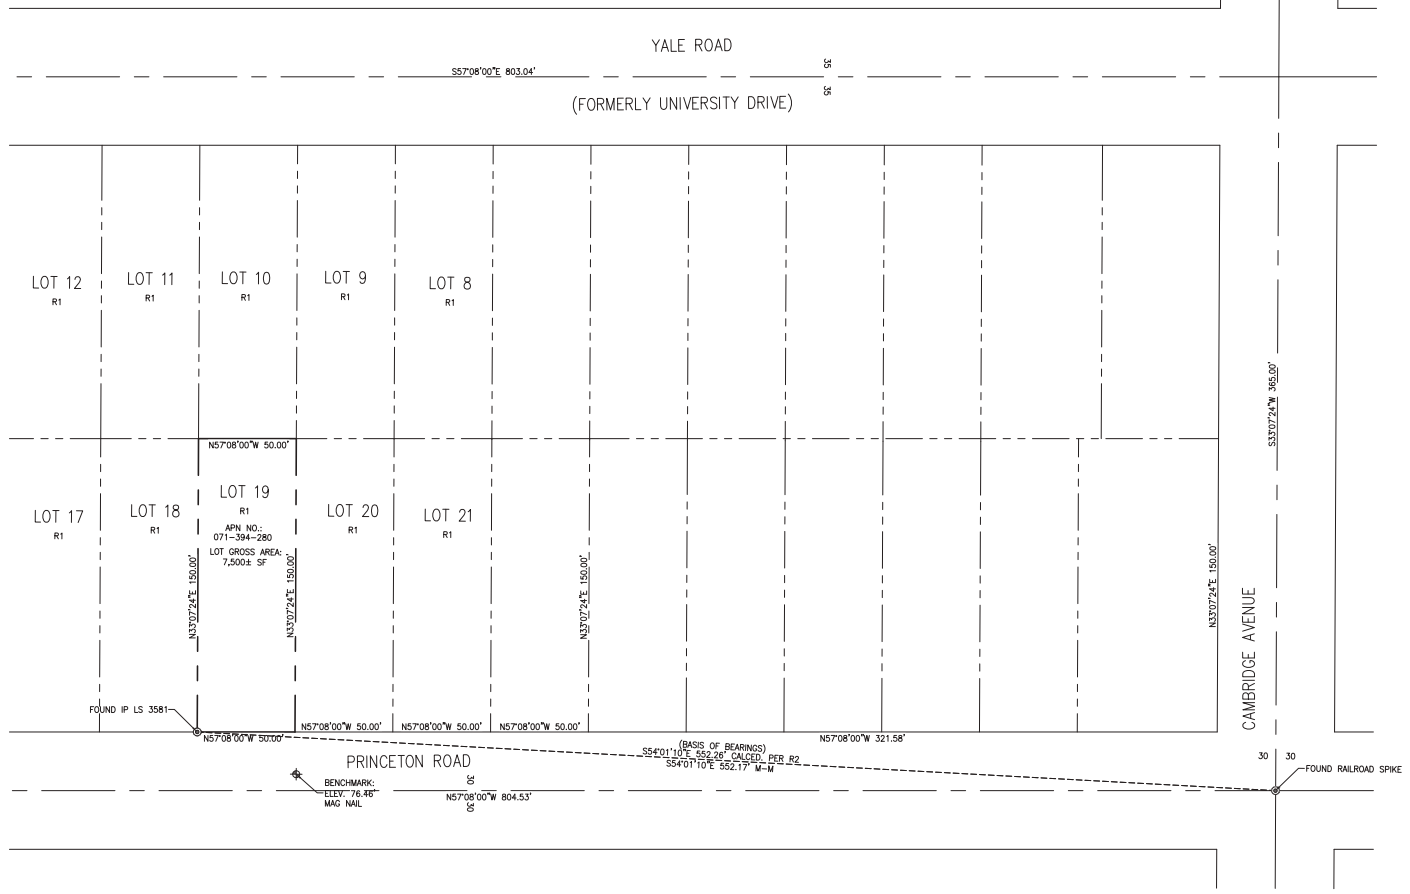 YALE ROAD
35
S57°08'00"E 803.04'
35
(FORMERLY UNIVERSITY DRIVE)
LOT 12
R1
LOT 11
R1
LOT 10
R1
LOT 9
R1
LOT 8
R1
S33°07'24"W 365.00'
N57°08'00"W 50.00'
LOT 17
R1
LOT 18
R1
LOT 19
R1
APN NO.:
071-394-280
LOT GROSS AREA:
7,500± SF
LOT 20
R1
LOT 21
R1
N33°07'24"E 150.00'
N33°07'24"E 150.00'
N33°07'24"E 150.00'
N33°07'24"E 150.00'
CAMBRIDGE AVENUE
FOUND IP LS 3581
N57°08'00"W 50.00'
N57°08'00"W 50.00'
N57°08'00"W 50.00'
N57°08'00"W 50.00'
N57°08'00"W 321.58'
(BASIS OF BEARINGS)
S54°01'10"E 552.26' CALCED. PER R2
S54°01'10"E 552.17' M-M
PRINCETON ROAD
30
30
FOUND RAILROAD SPIKE
BENCHMARK:
ELEV. 76.46'
MAG NAIL
30
N57°08'00"W 804.53'
30